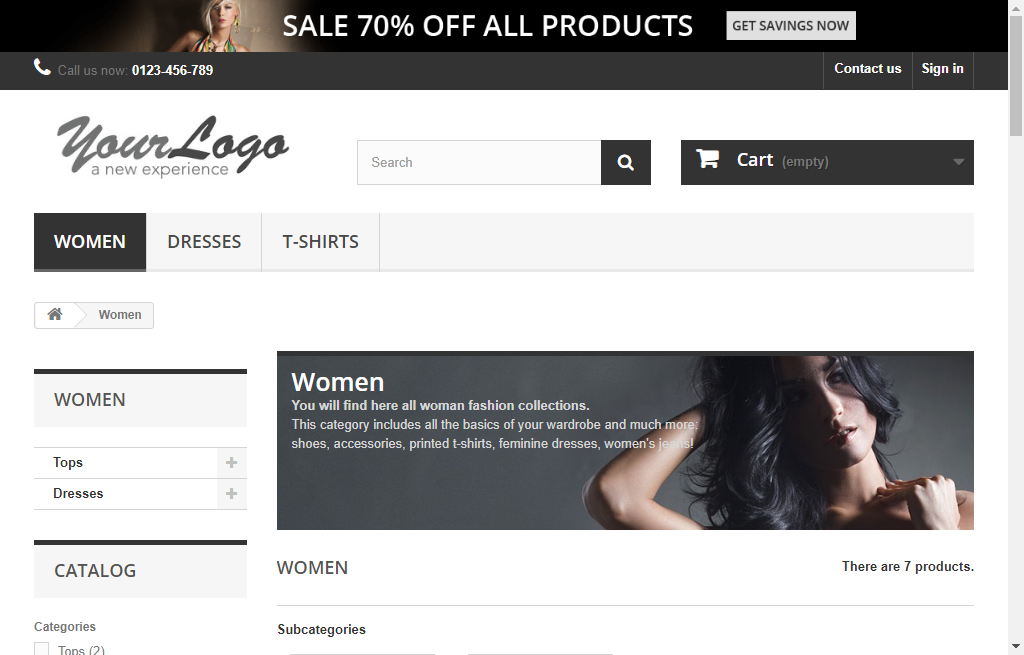 SALE 70% OFF ALL PRODUCTS
GET SAVINGS NOW
Call us now: 0123-456-789
Contact us
Sign in
YourLogo
a new experience
Search
Cart (empty)
WOMEN
DRESSES
T-SHIRTS
Women
WOMEN
Tops
Dresses
CATALOG
Categories
Tops (2)
Women
You will find here all woman fashion collections.
This category includes all the basics of your wardrobe and much more:
shoes, accessories, printed t-shirts, feminine dresses, women's jeans!
WOMEN
There are 7 products.
Subcategories